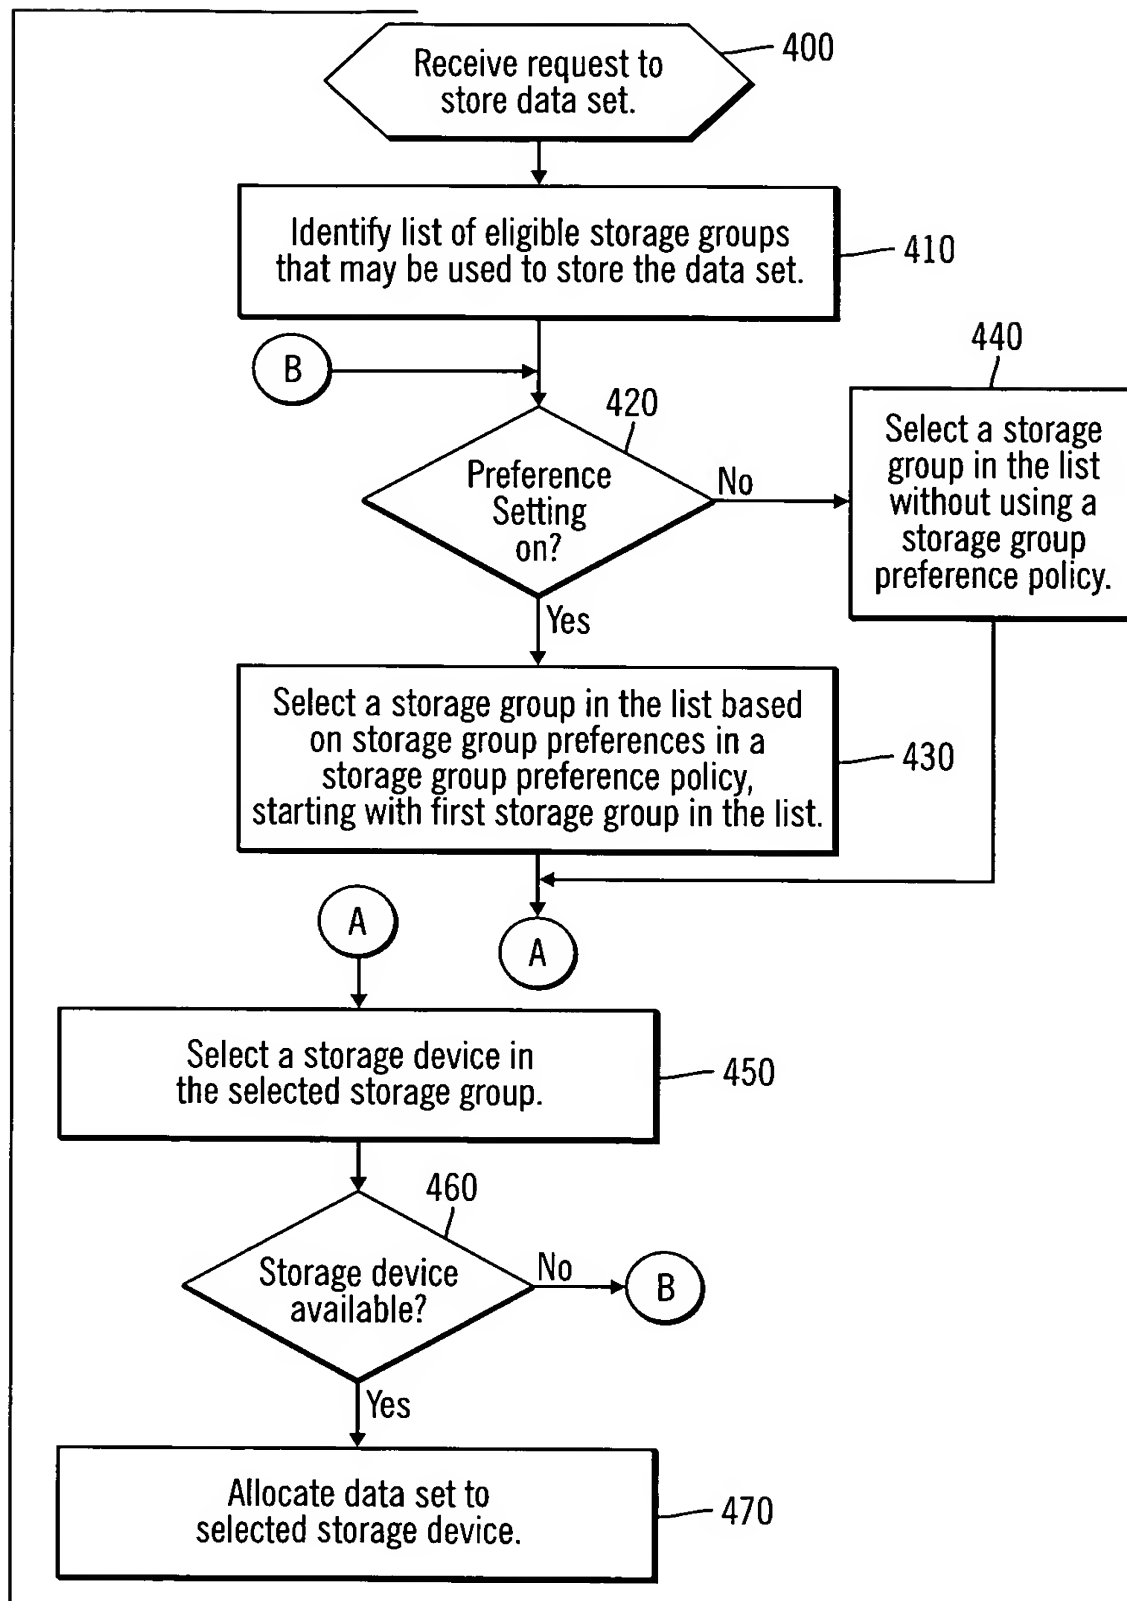 Receive request to
store data set.
400
Identify list of eligible storage groups
that may be used to store the data set.
410
B
420
Preference
Setting
on?
No
440
Select a storage
group in the list
without using a
storage group
preference policy.
Yes
Select a storage group in the list based
on storage group preferences in a
storage group preference policy,
starting with first storage group in the list.
430
A
A
Select a storage device in
the selected storage group.
450
460
Storage device
available?
No
B
Yes
Allocate data set to
selected storage device.
470